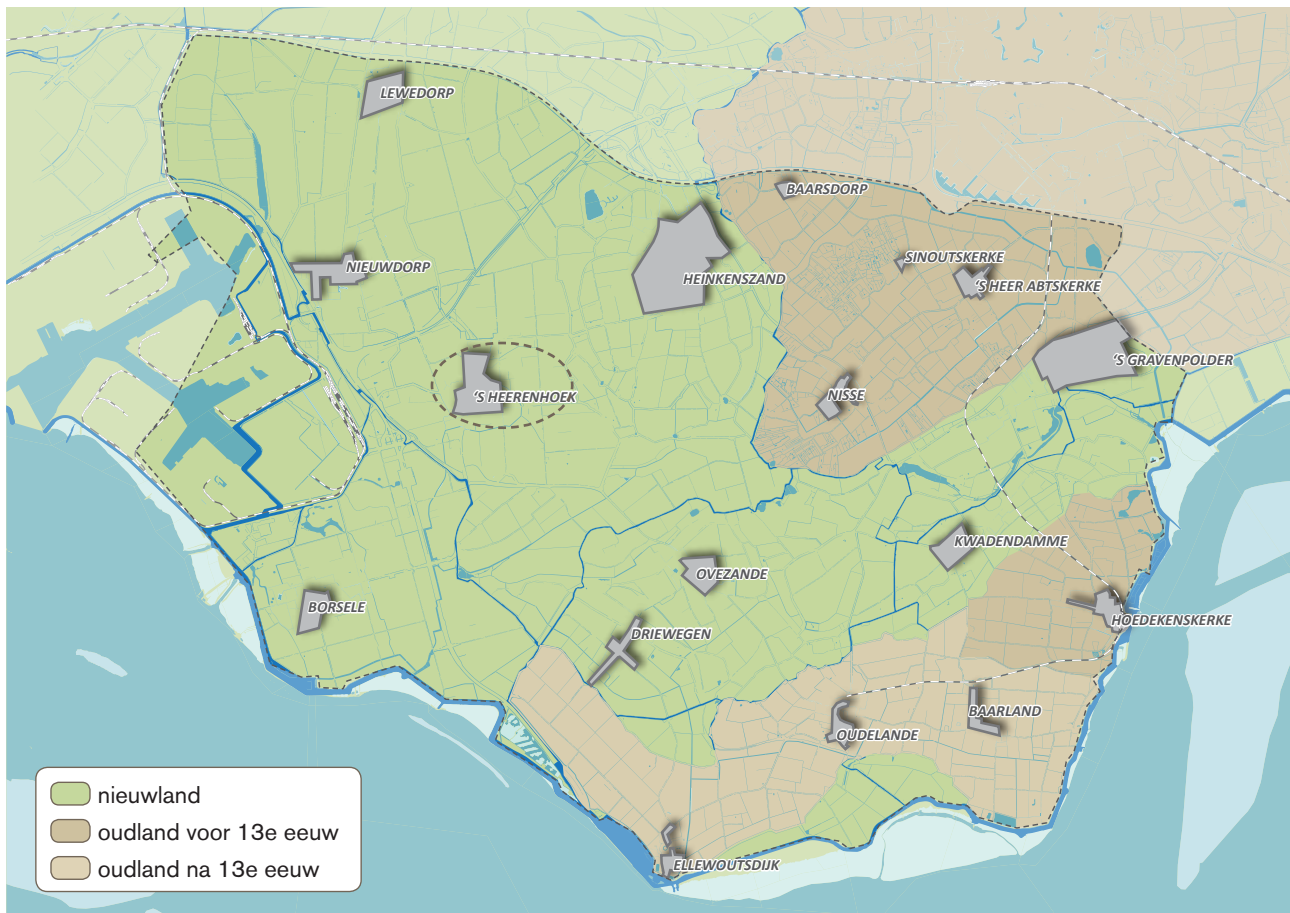 LEWEDORP
BAARSDORP
SINOUTSKERKE
NIEUWDORP
HEINKENSZAND
'S HEER ABTSKERKE
'S GRAVENPOLDER
'S HEERENHOEK
NISSE
KWADENDAMME
OVEZANDE
BORSELE
HOEDEKENSKERKE
DRIEWEGEN
BAARLAND
OUDELANDE
ELLEWOUTSDIJK
nieuwland
oudland voor 13e eeuw
oudland na 13e eeuw